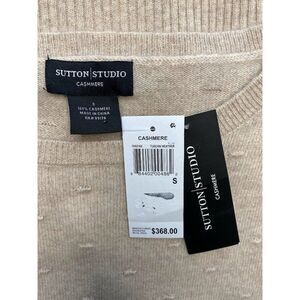 SUTTON STUDIO
CASHMERE
S
100% CASHMERE
MADE IN CHINA
CASHMERE
TUSCAN HEATHER
S
$368.00
SUTTON STUDIO
CASHMERE